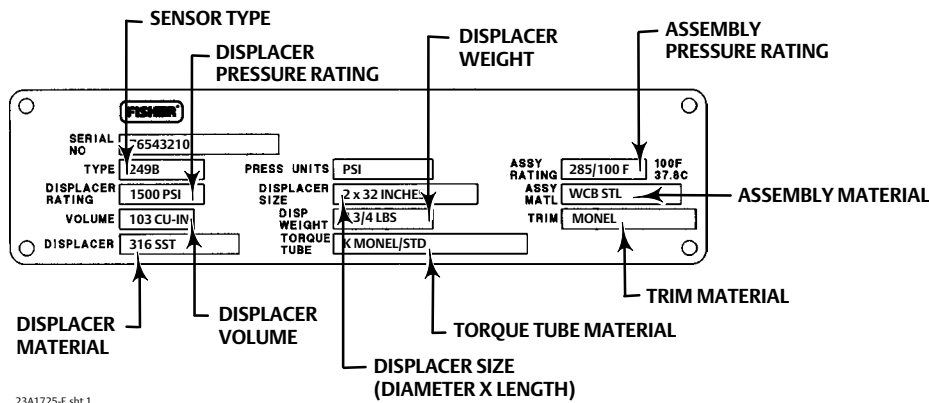 SENSOR TYPE
DISPLACER
PRESSURE RATING
DISPLACER
WEIGHT
ASSEMBLY
PRESSURE RATING
FISHER
SERIAL
NO
76543210
TYPE
249B
PRESS UNITS
PSI
ASSY
RATING
285/100 F
100F
37.8C
DISPLACER
RATING
1500 PSI
DISPLACER
SIZE
2 x 32 INCHES
ASSY
MATL
WCB STL
ASSEMBLY MATERIAL
VOLUME
103 CU-IN
DISP
WEIGHT
3/4 LBS
TRIM
MONEL
DISPLACER
316 SST
TORQUE
TUBE
K MONEL/STD
TRIM MATERIAL
DISPLACER
MATERIAL
DISPLACER
VOLUME
TORQUE TUBE MATERIAL
DISPLACER SIZE
(DIAMETER X LENGTH)
23A1725-E sht 1